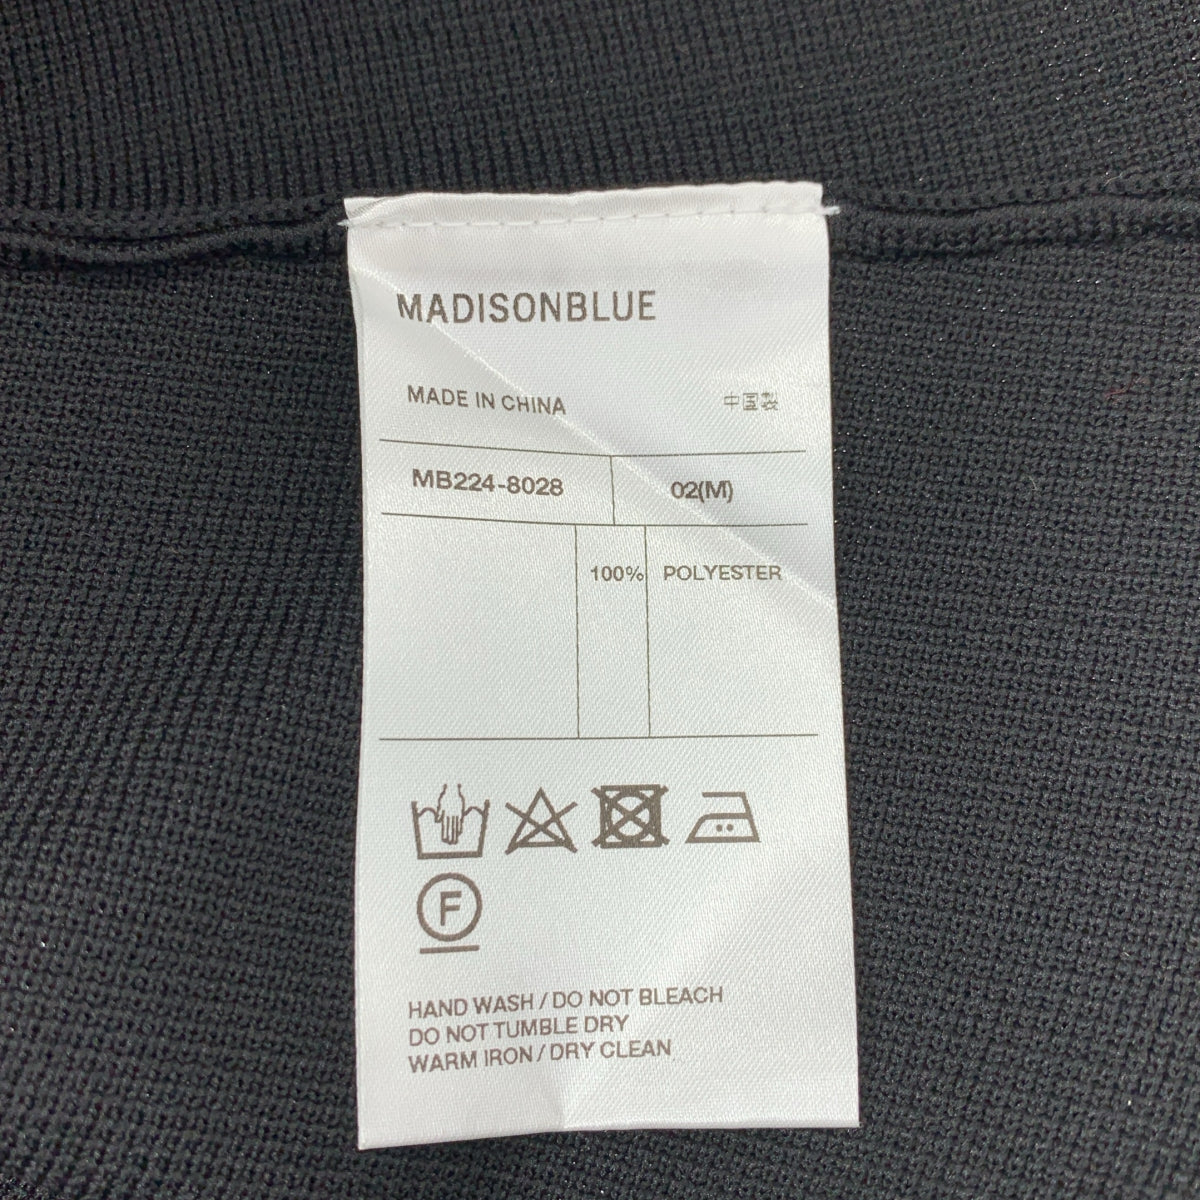 MADISONBLUE
MADE IN CHINA 中国製
MB224-8028 02(M)
100% POLYESTER
F
HAND WASH / DO NOT BLEACH
DO NOT TUMBLE DRY
WARM IRON / DRY CLEAN